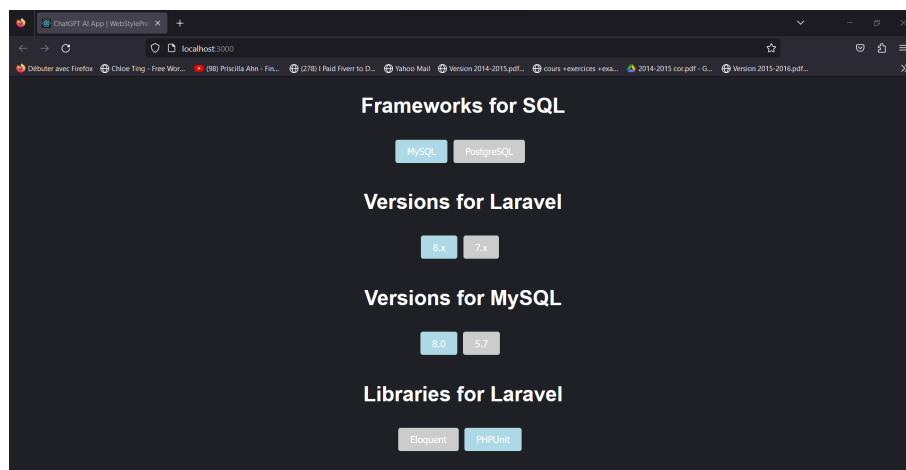 ChatGPT AI App | WebStylePre
localhost:3000
Débuter avec Firefox Chloe Ting - Free Wor... (98) Priscilla Ahn - Fin... (278) I Paid Fiverr to D... Yahoo Mail Version 2014-2015.pdf... cours +exercices +exa... 2014-2015 cor.pdf - G... Version 2015-2016.pdf...
Frameworks for SQL
MySQL PostgreSQL
Versions for Laravel
8.x 7.x
Versions for MySQL
8.0 5.7
Libraries for Laravel
Eloquent PHPUnit